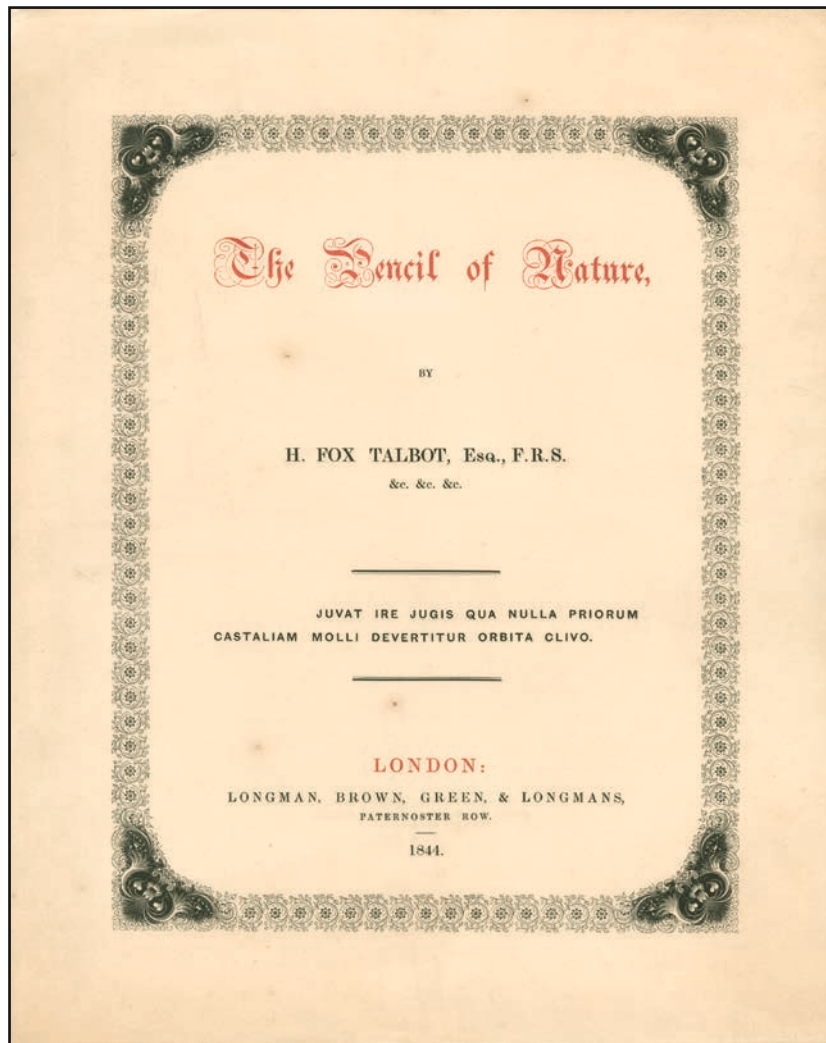 The Pencil of Nature,
BY
H. FOX TALBOT, Esq., F.R.S.
&c. &c. &c.
JUVAT IRE JUGIS QUA NULLA PRIORUM
CASTALIAM MOLLI DEVERTITUR ORBITA CLIVO.
LONDON:
LONGMAN, BROWN, GREEN, & LONGMANS,
PATERNOSTER ROW.
1844.